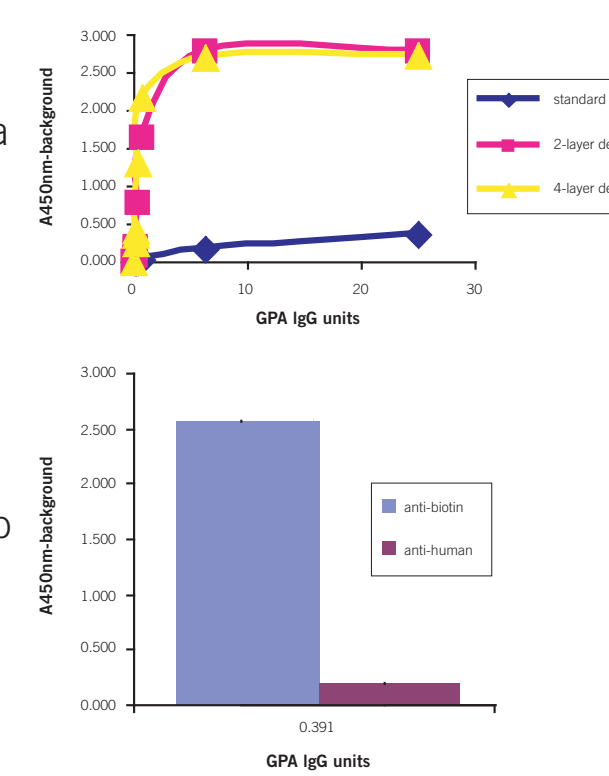 a
3.000
2.500
2.000
1.500
1.000
0.500
0.000
A450nm-background
0 10 20 30
GPA IgG units
standard
2-layer de
4-layer de
b
3.000
2.500
2.000
1.500
1.000
0.500
0.000
A450nm-background
anti-biotin
anti-human
0.391
GPA IgG units